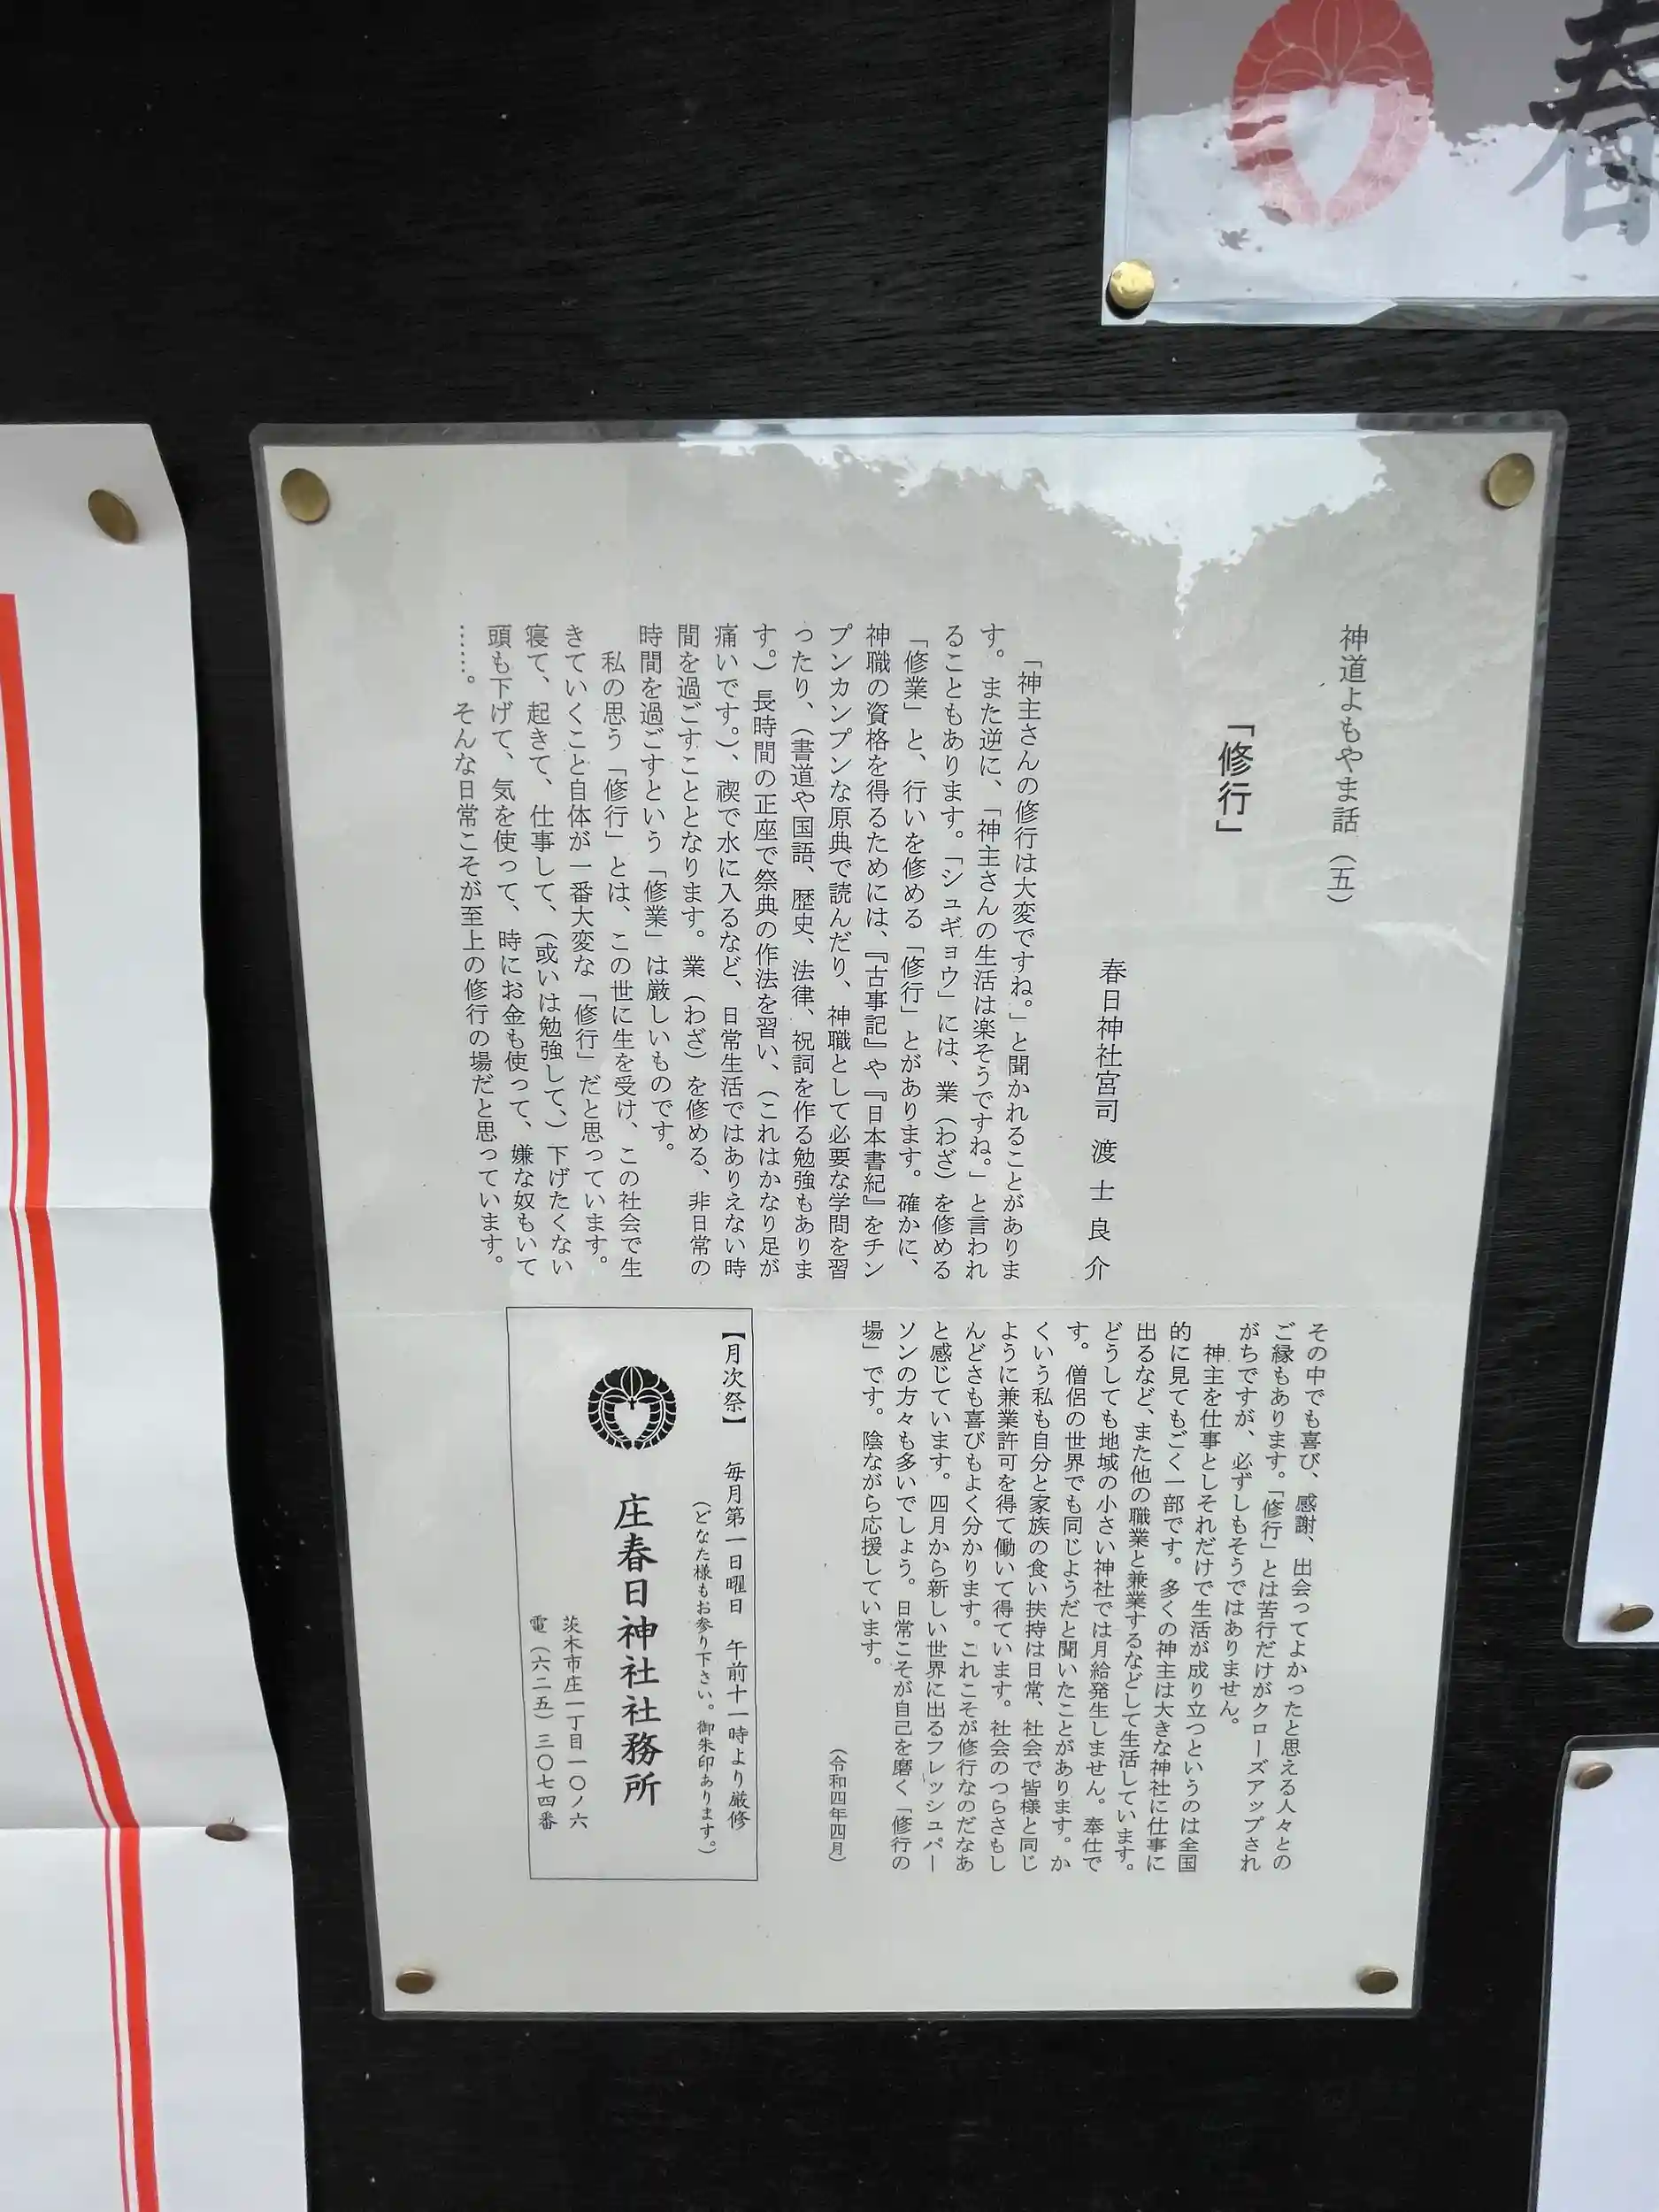 春
神道よもやま話（五）
「修行」
春日神社宮司 渡士良介
「神主さんの修行は大変ですね。」と聞かれることがありま
す。また逆に、「神主さんの生活は楽そうですね。」と言われ
ることもあります。「シュギョウ」には、業（わざ）を修める
「修業」と、行いを修める「修行」とがあります。確かに、
神職の資格を得るためには、『古事記』や『日本書紀』をチン
プンカンプンな原典で読んだり、神職として必要な学問を習
ったり、（書道や国語、歴史、法律、祝詞を作る勉強もありま
す。）長時間の正座で祭典の作法を習い、（これはかなり足が
痛いです。）、禊で水に入るなど、日常生活ではありえない時
間を過ごすこととなります。業（わざ）を修める、非日常の
時間を過ごすという「修業」は厳しいものです。
私の思う「修行」とは、この世に生を受け、この社会で生
きていくこと自体が一番大変な「修行」だと思っています。
寝て、起きて、仕事して、（或いは勉強して、）下げたくない
頭も下げて、気を使って、時にお金も使って、嫌な奴もいて
……。そんな日常こそが至上の修行の場だと思っています。
その中でも喜び、感謝、出会ってよかったと思える人々との
ご縁もあります。「修行」とは苦行だけがクローズアップされ
がちですが、必ずしもそうではありません。
神主を仕事としそれだけで生活が成り立つというのは全国
的に見てもごく一部です。多くの神主は大きな神社に仕事に
出るなど、また他の職業と兼業するなどして生活しています。
どうしても地域の小さい神社では月給発生しません。奉仕で
す。僧侶の世界でも同じようだと聞いたことがあります。か
くいう私も自分と家族の食い扶持は日常、社会で皆様と同じ
ように兼業許可を得て働いて得ています。社会のつらさもし
んどさも喜びもよく分かります。これこそが修行なのだなあ
と感じています。四月から新しい世界に出るフレッシュパー
ソンの方々も多いでしょう。日常こそが自己を磨く「修行の
場」です。陰ながら応援しています。
（令和四年四月）
【月次祭】 毎月第一日曜日 午前十一時より厳修
（どなた様もお参り下さい。御朱印あります。）
庄春日神社社務所
茨木市庄一丁目一〇ノ六
電（六二五）三〇七四番